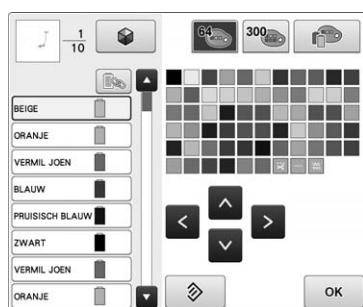 1
10
64
300
BEIGE
ORANJE
VERMIL JOEN
BLAUW
PRUISISCH BLAUW
ZWART
VERMIL JOEN
ORANJE
OK